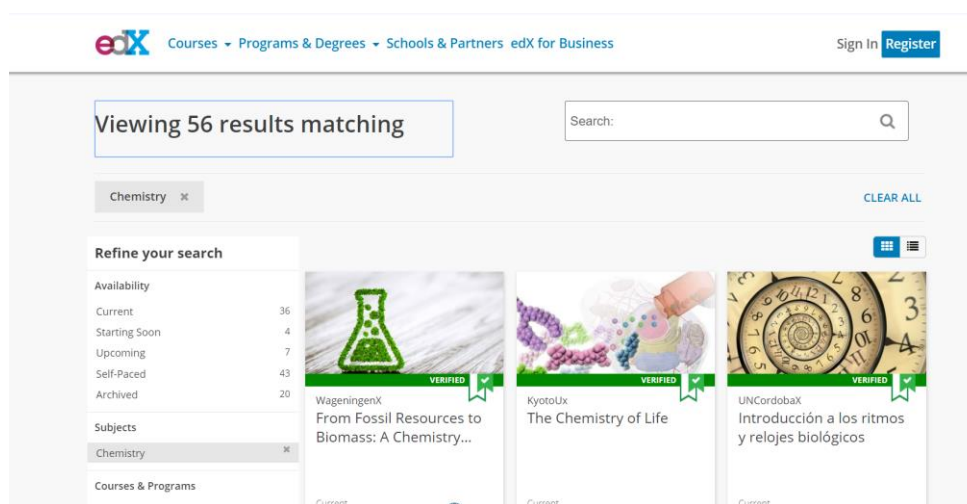 edX
Courses Programs & Degrees Schools & Partners edX for Business
Sign In Register
Viewing 56 results matching
Search:
Chemistry ×
CLEAR ALL
Refine your search
Availability
Current 36
Starting Soon 4
Upcoming 7
Self-Paced 43
Archived 20
Subjects
Chemistry ×
Courses & Programs
VERIFIED
WageningenX
From Fossil Resources to
Biomass: A Chemistry...
Current
VERIFIED
KyotoUx
The Chemistry of Life
Current
VERIFIED
UNCordobaX
Introducción a los ritmos
y relojes biológicos
Current